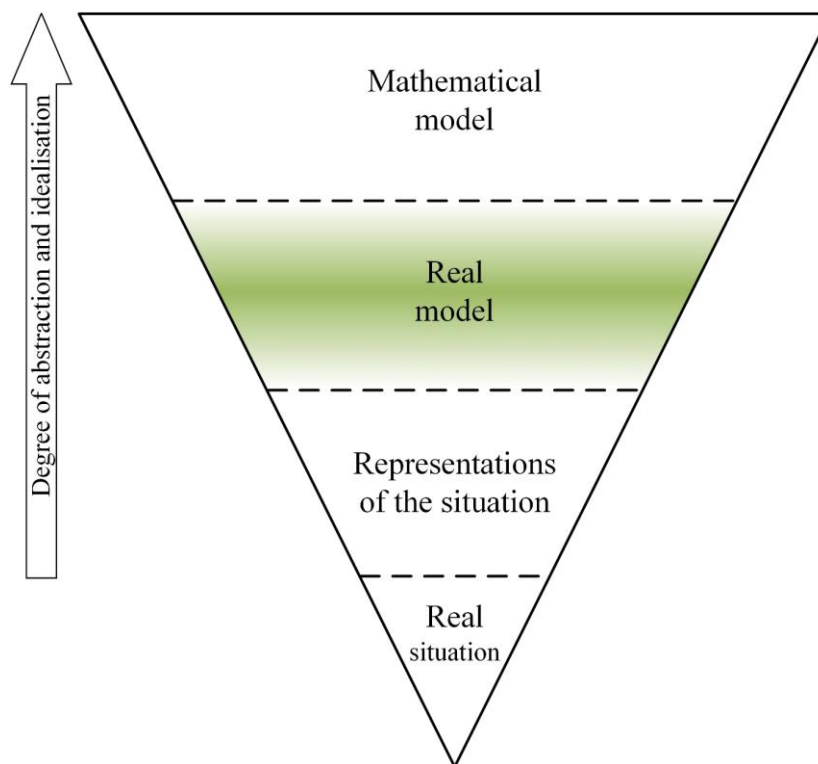 Degree of abstraction and idealisation
Mathematical
model
Real
model
Representations
of the situation
Real
situation